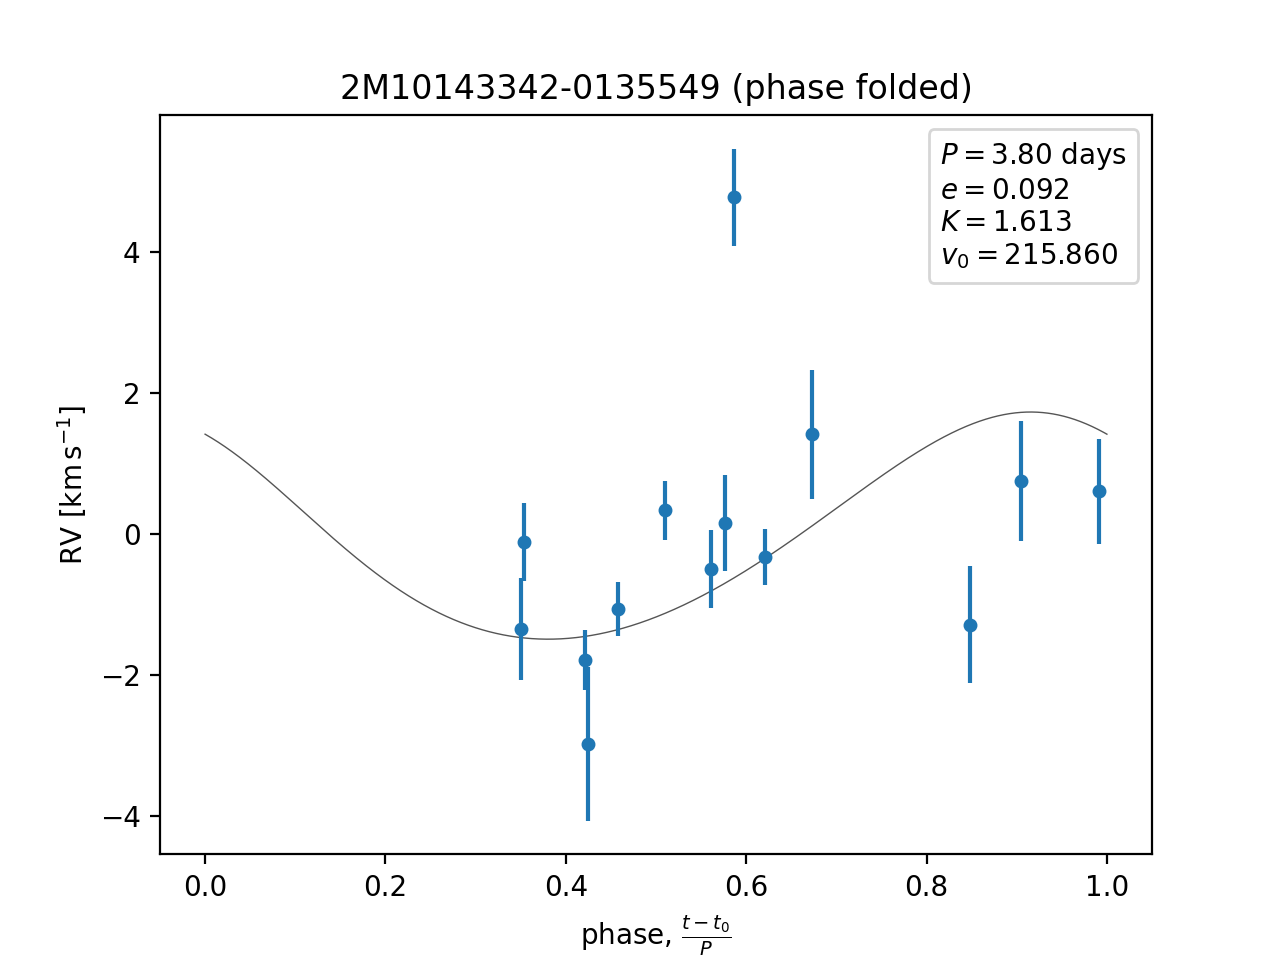 2M10143342-0135549 (phase folded)
P = 3.80 days
e = 0.092
K = 1.613
v₀ = 215.860
RV [km s⁻¹]
4
2
0
−2
−4
0.0 0.2 0.4 0.6 0.8 1.0
phase, (t − t₀)/P